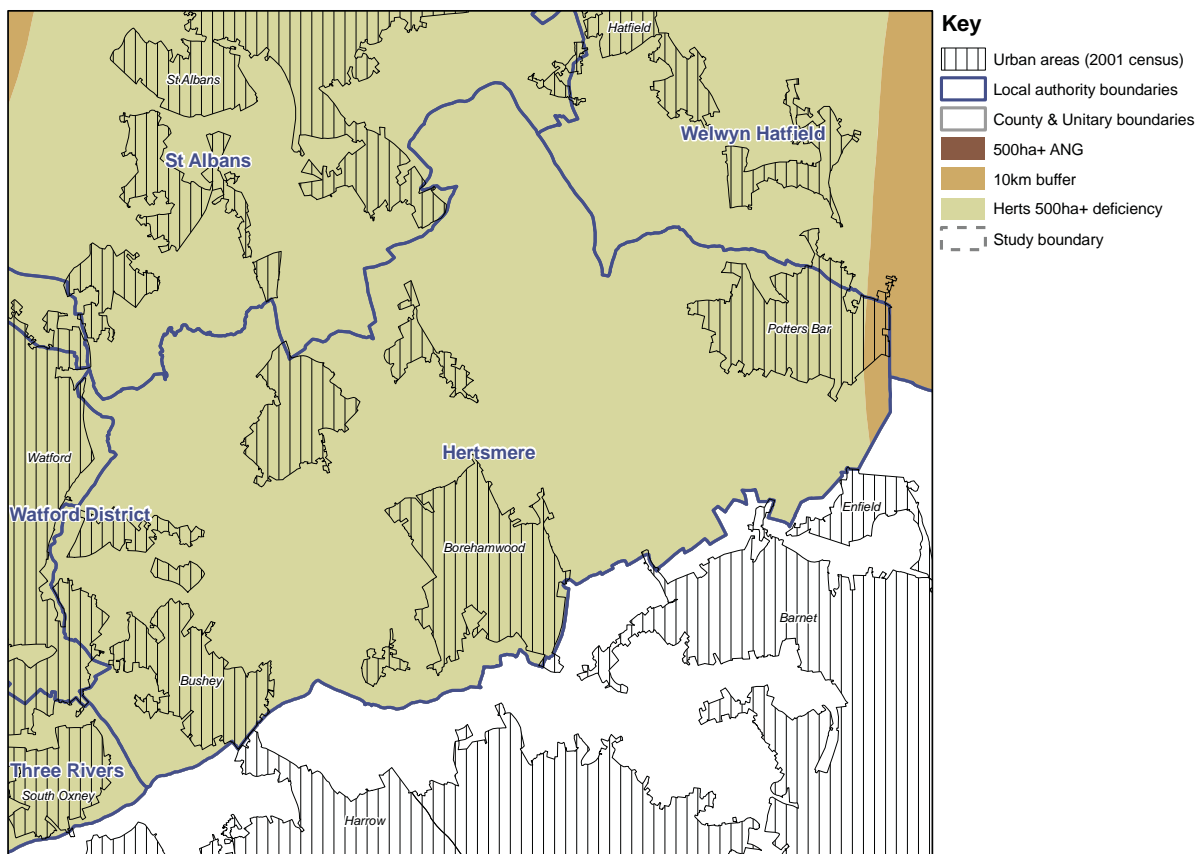 Key
Urban areas (2001 census)
Local authority boundaries
County & Unitary boundaries
500ha+ ANG
10km buffer
Herts 500ha+ deficiency
Study boundary
Hatfield
St Albans
Welwyn Hatfield
St Albans
Potters Bar
Hertsmere
Watford
Watford District
Enfield
Borehamwood
Barnet
Bushey
Three Rivers
South Oxney
Harrow